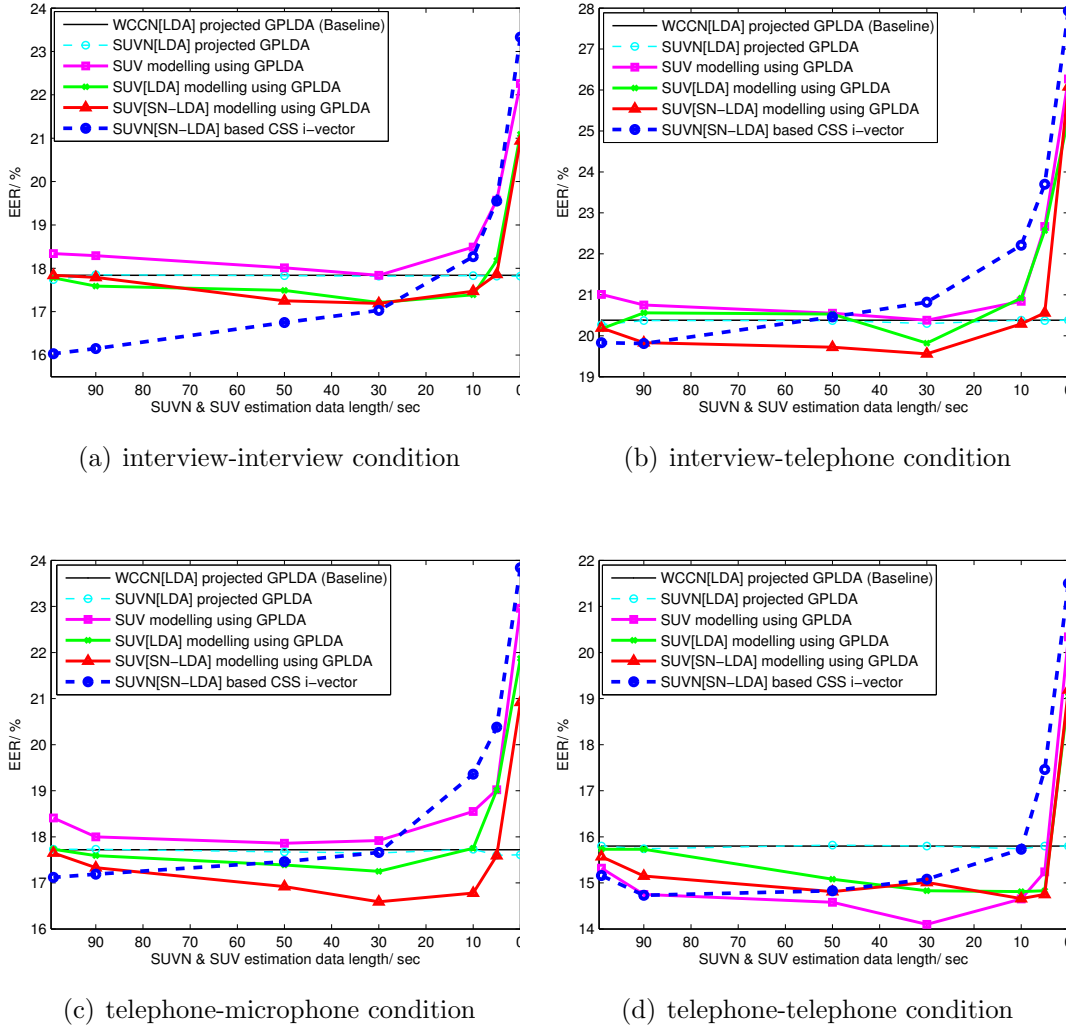 24
23
22
21
20
19
18
17
16
EER/ %
WCCN[LDA] projected GPLDA (Baseline)
SUVN[LDA] projected GPLDA
SUV modelling using GPLDA
SUV[LDA] modelling using GPLDA
SUV[SN−LDA] modelling using GPLDA
SUVN[SN−LDA] based CSS i−vector
90 80 70 60 50 40 30 20 10 0
SUVN & SUV estimation data length/ sec
(a) interview-interview condition
28
27
26
25
24
23
22
21
20
19
EER/ %
WCCN[LDA] projected GPLDA (Baseline)
SUVN[LDA] projected GPLDA
SUV modelling using GPLDA
SUV[LDA] modelling using GPLDA
SUV[SN−LDA] modelling using GPLDA
SUVN[SN−LDA] based CSS i−vector
90 80 70 60 50 40 30 20 10
SUVN & SUV estimation data length/ sec
(b) interview-telephone condition
24
23
22
21
20
19
18
17
16
EER/ %
WCCN[LDA] projected GPLDA (Baseline)
SUVN[LDA] projected GPLDA
SUV modelling using GPLDA
SUV[LDA] modelling using GPLDA
SUV[SN−LDA] modelling using GPLDA
SUVN[SN−LDA] based CSS i−vector
90 80 70 60 50 40 30 20 10 0
SUVN & SUV estimation data length/ sec
(c) telephone-microphone condition
22
21
20
19
18
17
16
15
14
EER/ %
WCCN[LDA] projected GPLDA (Baseline)
SUVN[LDA] projected GPLDA
SUV modelling using GPLDA
SUV[LDA] modelling using GPLDA
SUV[SN−LDA] modelling using GPLDA
SUVN[SN−LDA] based CSS i−vector
90 80 70 60 50 40 30 20 10
SUVN & SUV estimation data length/ sec
(d) telephone-telephone condition